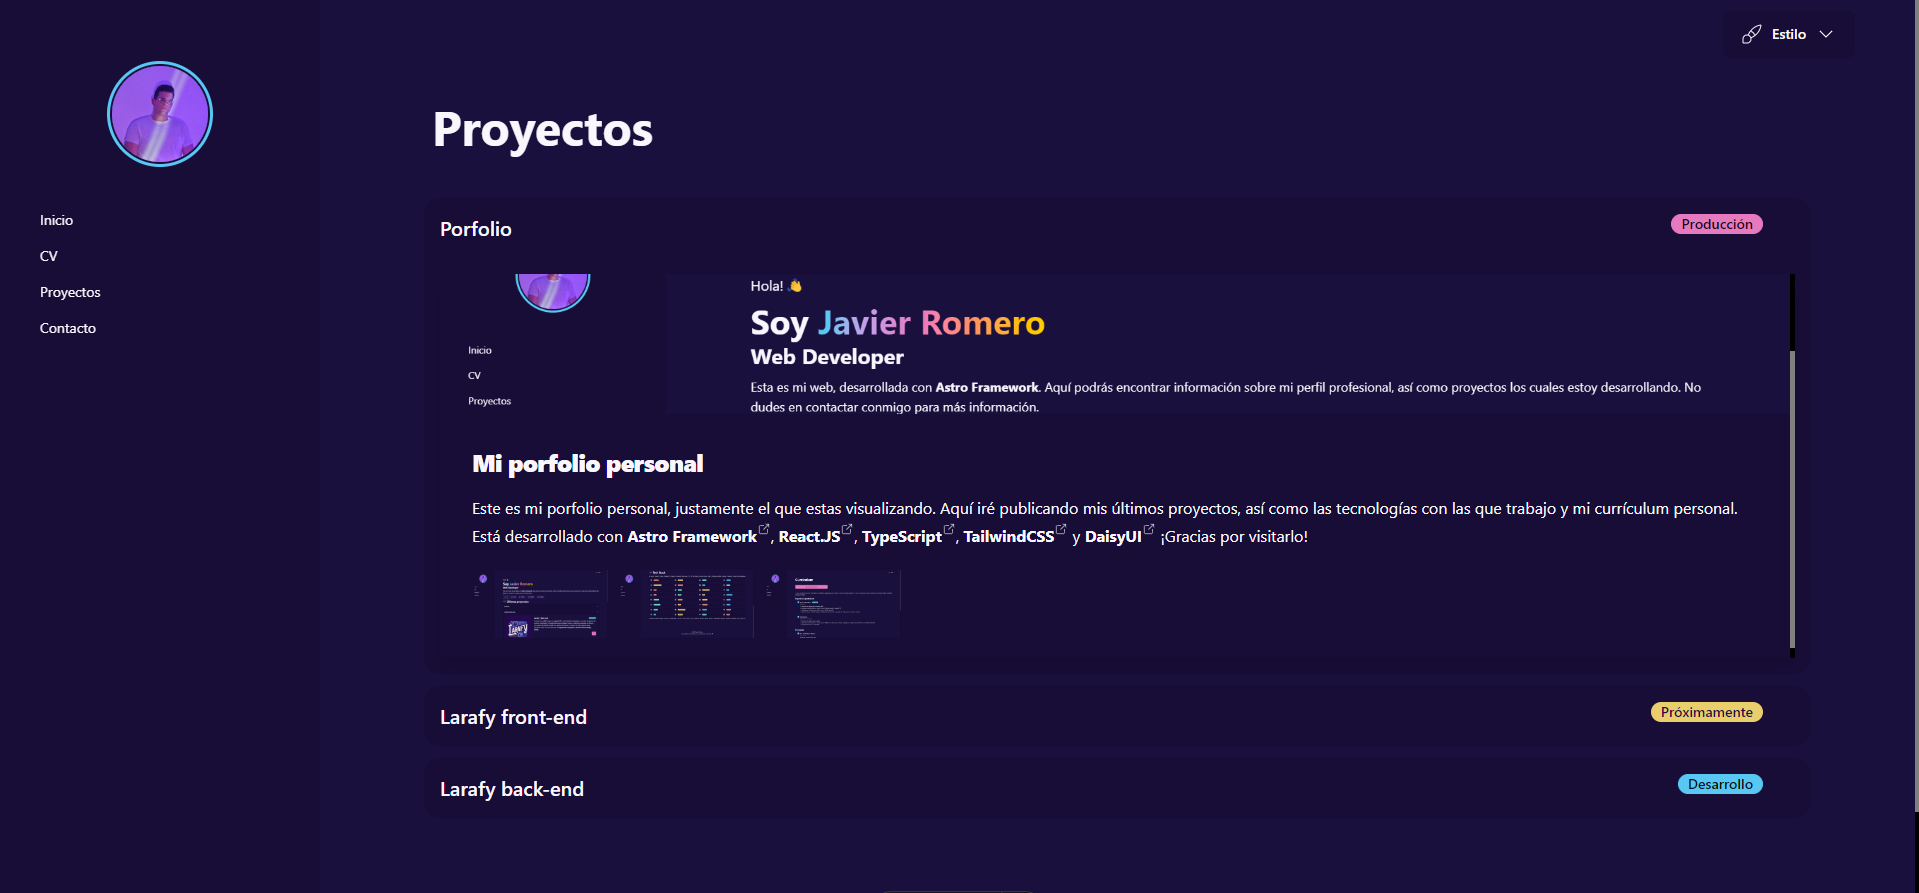 Estilo
Inicio
CV
Proyectos
Contacto
Proyectos
Porfolio
Producción
Inicio
CV
Proyectos
Hola! 👋
Soy Javier Romero
Web Developer
Esta es mi web, desarrollada con Astro Framework. Aquí podrás encontrar información sobre mi perfil profesional, así como proyectos los cuales estoy desarrollando. No
dudes en contactar conmigo para más información.
Mi porfolio personal
Este es mi porfolio personal, justamente el que estas visualizando. Aquí iré publicando mis últimos proyectos, así como las tecnologías con las que trabajo y mi currículum personal.
Está desarrollado con Astro Framework, React.JS, TypeScript, TailwindCSS y DaisyUI ¡Gracias por visitarlo!
Soy Javier Romero
LARAFY
Larafy front-end
Próximamente
Larafy back-end
Desarrollo